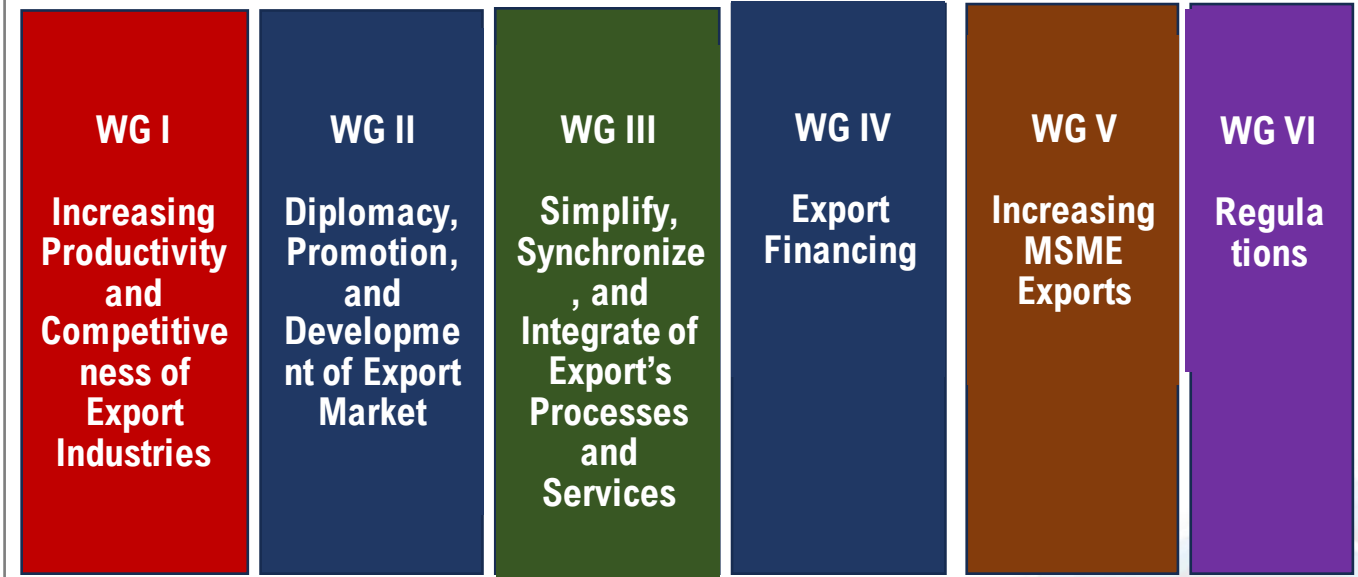 WG I
Increasing
Productivity
and
Competitive
ness of
Export
Industries
WG II
Diplomacy,
Promotion,
and
Developme
nt of Export
Market
WG III
Simplify,
Synchronize
, and
Integrate of
Export’s
Processes
and
Services
WG IV
Export
Financing
WG V
Increasing
MSME
Exports
WG VI
Regula
tions